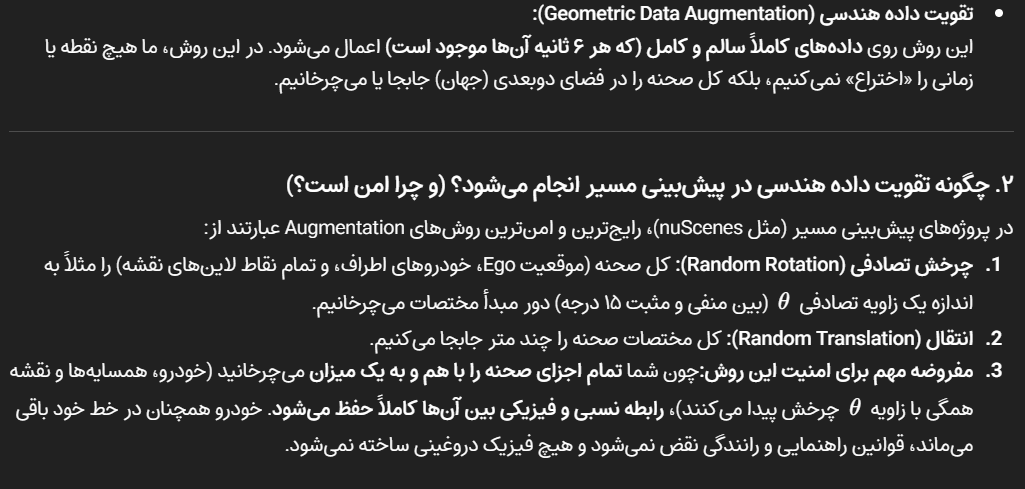 • تقویت داده هندسی (Geometric Data Augmentation):
این روش روی داده‌های کاملاً سالم و کامل (که هر ۶ ثانیه آن‌ها موجود است) اعمال می‌شود. در این روش، ما هیچ نقطه یا
زمانی را «اختراع» نمی‌کنیم، بلکه کل صحنه را در فضای دوبعدی (جهان) جابجا یا می‌چرخانیم.
۲. چگونه تقویت داده هندسی در پیش‌بینی مسیر انجام می‌شود؟ (و چرا امن است؟)
در پروژه‌های پیش‌بینی مسیر (مثل nuScenes)، رایج‌ترین و امن‌ترین روش‌های Augmentation عبارتند از:
1. چرخش تصادفی (Random Rotation): کل صحنه (موقعیت Ego، خودروهای اطراف، و تمام نقاط لاین‌های نقشه) را مثلاً به
اندازه یک زاویه تصادفی θ (بین منفی و مثبت ۱۵ درجه) دور مبدأ مختصات می‌چرخانیم.
2. انتقال (Random Translation): کل مختصات صحنه را چند متر جابجا می‌کنیم.
3. مفروضه مهم برای امنیت این روش:چون شما تمام اجزای صحنه را با هم و به یک میزان می‌چرخانید (خودرو، همسایه‌ها و نقشه
همگی با زاویه θ چرخش پیدا می‌کنند)، رابطه نسبی و فیزیکی بین آن‌ها کاملاً حفظ می‌شود. خودرو همچنان در خط خود باقی
می‌ماند، قوانین راهنمایی و رانندگی نقض نمی‌شود و هیچ فیزیک دروغینی ساخته نمی‌شود.